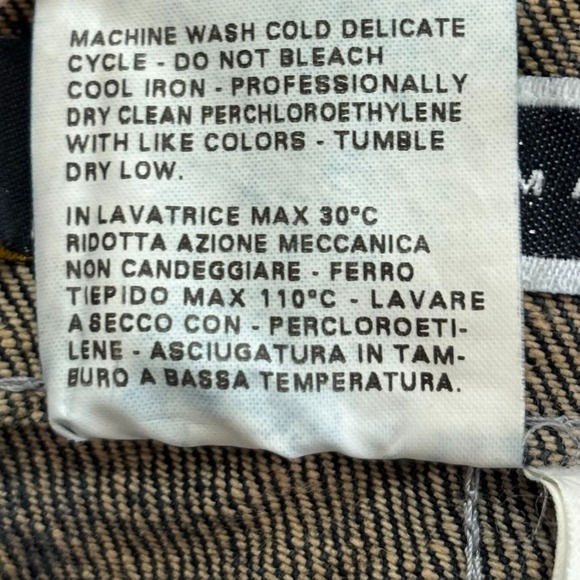 MACHINE WASH COLD DELICATE
CYCLE - DO NOT BLEACH
COOL IRON - PROFESSIONALLY
DRY CLEAN PERCHLOROETHYLENE
WITH LIKE COLORS - TUMBLE
DRY LOW.
IN LAVATRICE MAX 30°C
RIDOTTA AZIONE MECCANICA
NON CANDEGGIARE - FERRO
TIEPIDO MAX 110°C - LAVARE
A SECCO CON - PERCLOROETI-
LENE - ASCIUGATURA IN TAM-
BURO A BASSA TEMPERATURA.